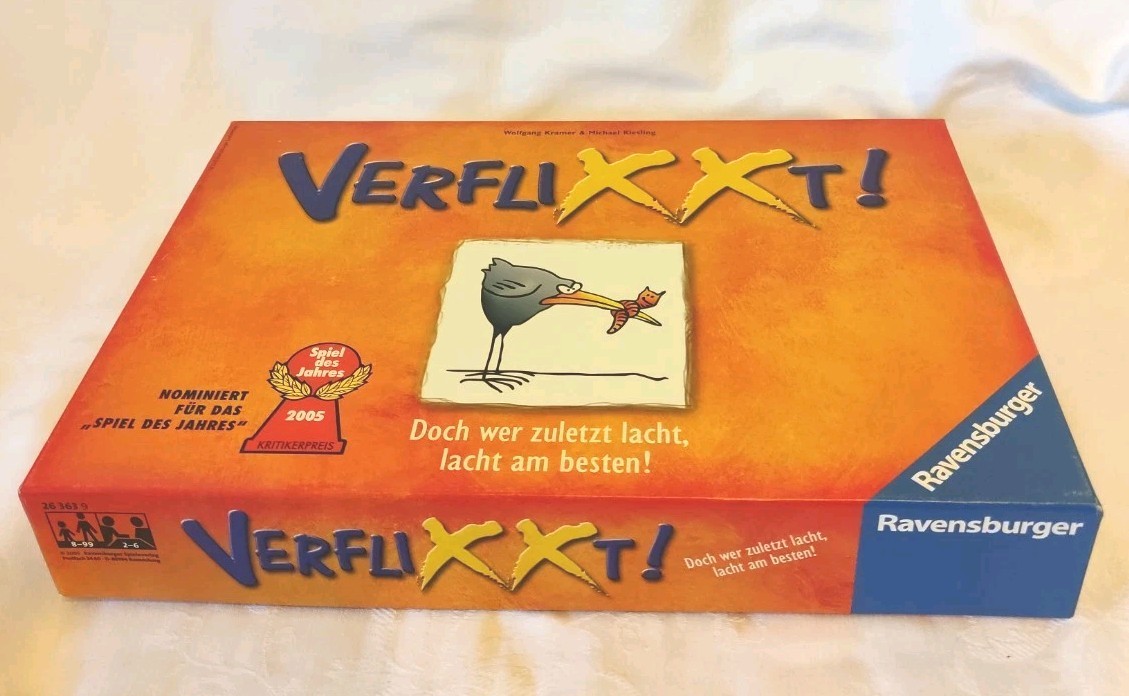 Wolfgang Kramer & Michael Kiesling
VERFLIXXT!
Spiel
des
Jahres
2005
KRITIKERPREIS
NOMINIERT
FÜR DAS
„SPIEL DES JAHRES"
Doch wer zuletzt lacht,
lacht am besten!
Ravensburger
26 363 9
8–99
2–6
VERFLIXXT!
Doch wer zuletzt lacht,
lacht am besten!
Ravensburger